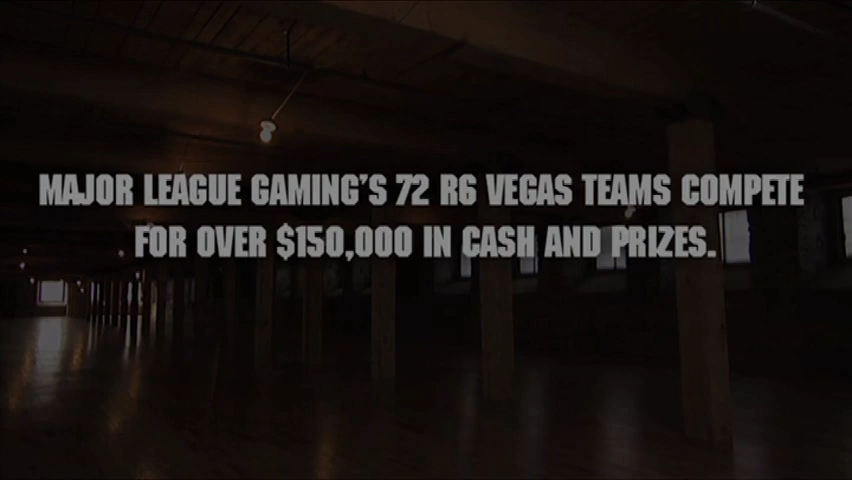 MAJOR LEAGUE GAMING'S 72 R6 VEGAS TEAMS COMPETE
FOR OVER $150,000 IN CASH AND PRIZES.